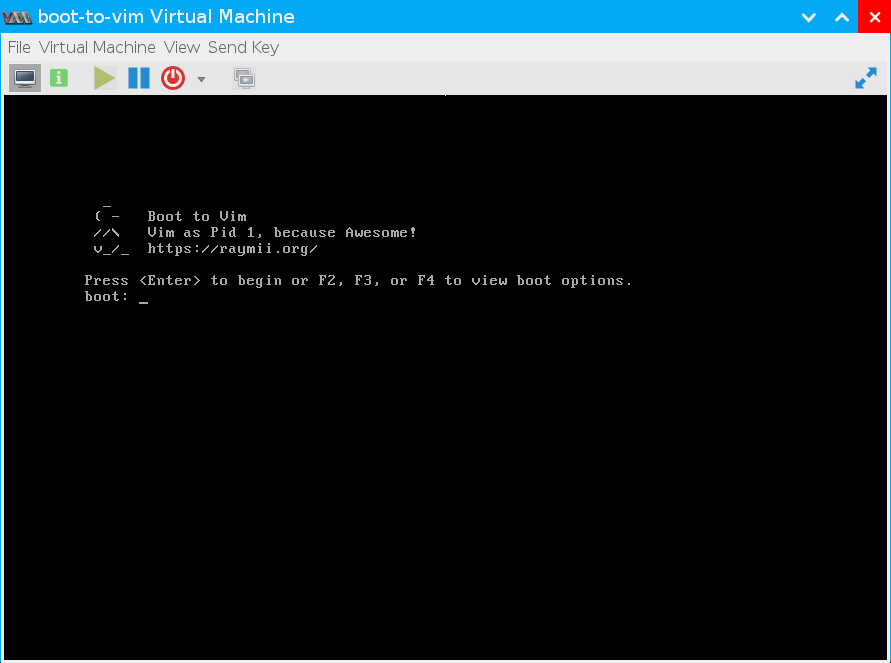 boot-to-vim Virtual Machine
File Virtual Machine View Send Key
_
( -   Boot to Vim
//\   Vim as Pid 1, because Awesome!
v_/_  https://raymii.org/
Press <Enter> to begin or F2, F3, or F4 to view boot options.
boot: _